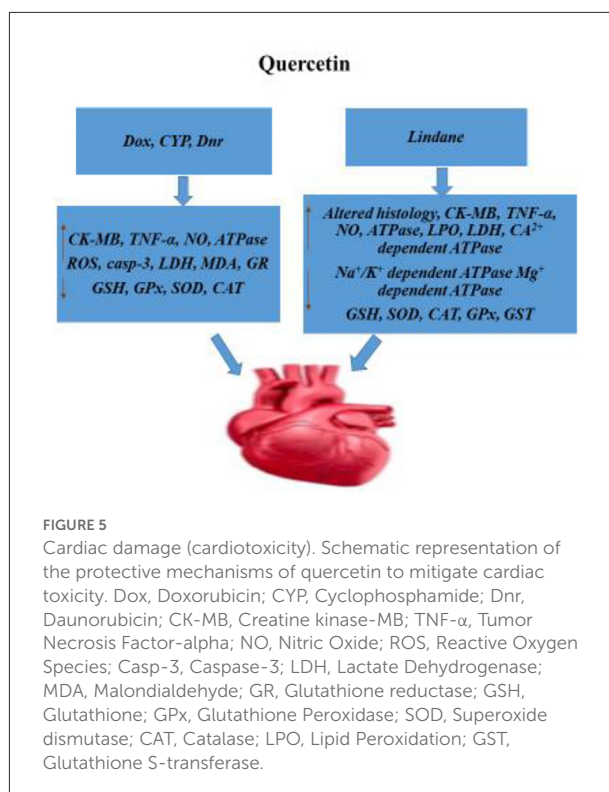 Quercetin
Dox, CYP, Dnr
CK-MB, TNF-α, NO, ATPase
ROS, casp-3, LDH, MDA, GR
GSH, GPx, SOD, CAT
Lindane
Altered histology, CK-MB, TNF-α,
NO, ATPase, LPO, LDH, CA²⁺
dependent ATPase
Na⁺/K⁺ dependent ATPase Mg⁺
dependent ATPase
GSH, SOD, CAT, GPx, GST
FIGURE 5
Cardiac damage (cardiotoxicity). Schematic representation of
the protective mechanisms of quercetin to mitigate cardiac
toxicity. Dox, Doxorubicin; CYP, Cyclophosphamide; Dnr,
Daunorubicin; CK-MB, Creatine kinase-MB; TNF-α, Tumor
Necrosis Factor-alpha; NO, Nitric Oxide; ROS, Reactive Oxygen
Species; Casp-3, Caspase-3; LDH, Lactate Dehydrogenase;
MDA, Malondialdehyde; GR, Glutathione reductase; GSH,
Glutathione; GPx, Glutathione Peroxidase; SOD, Superoxide
dismutase; CAT, Catalase; LPO, Lipid Peroxidation; GST,
Glutathione S-transferase.